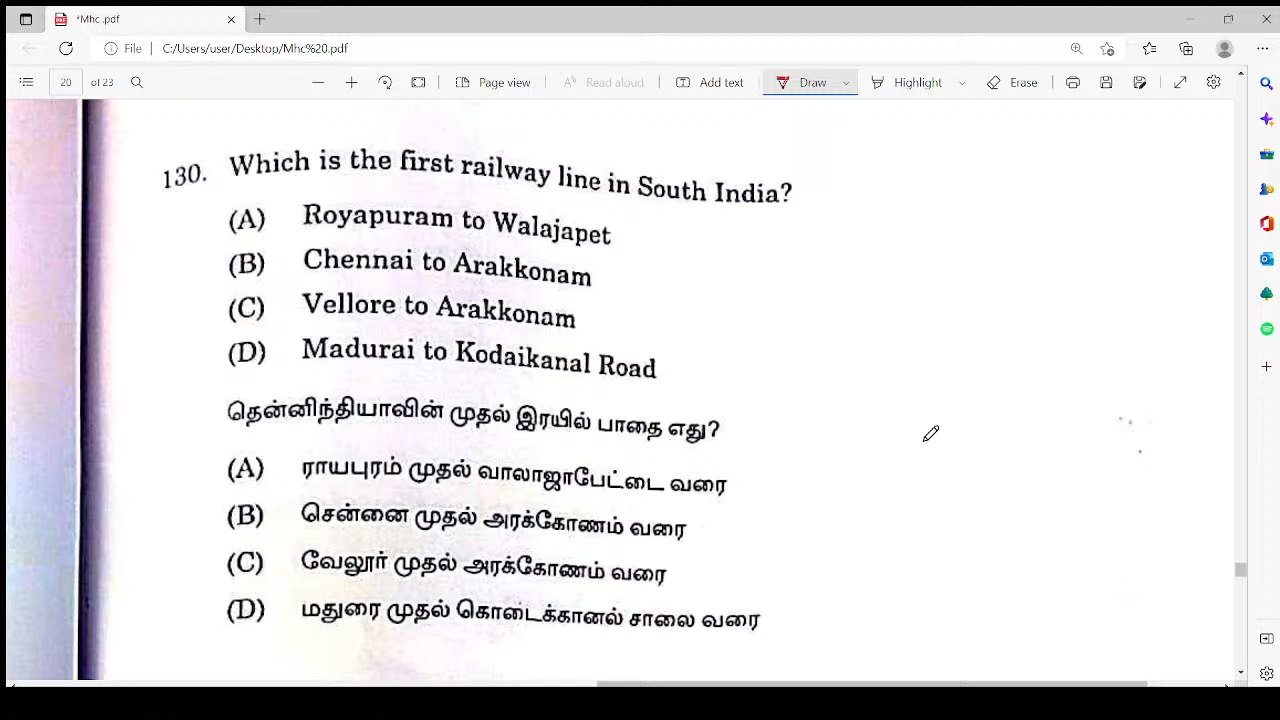 *Mhc .pdf
File
C:/Users/user/Desktop/Mhc%20.pdf
20 of 23
Page view
Read aloud
Add text
Draw
Highlight
Erase
130. Which is the first railway line in South India?
(A) Royapuram to Walajapet
(B) Chennai to Arakkonam
(C) Vellore to Arakkonam
(D) Madurai to Kodaikanal Road
தென்னிந்தியாவின் முதல் இரயில் பாதை எது?
(A) ராயபுரம் முதல் வாலாஜாபேட்டை வரை
(B) சென்னை முதல் அரக்கோணம் வரை
(C) வேலூர் முதல் அரக்கோணம் வரை
(D) மதுரை முதல் கொடைக்கானல் சாலை வரை